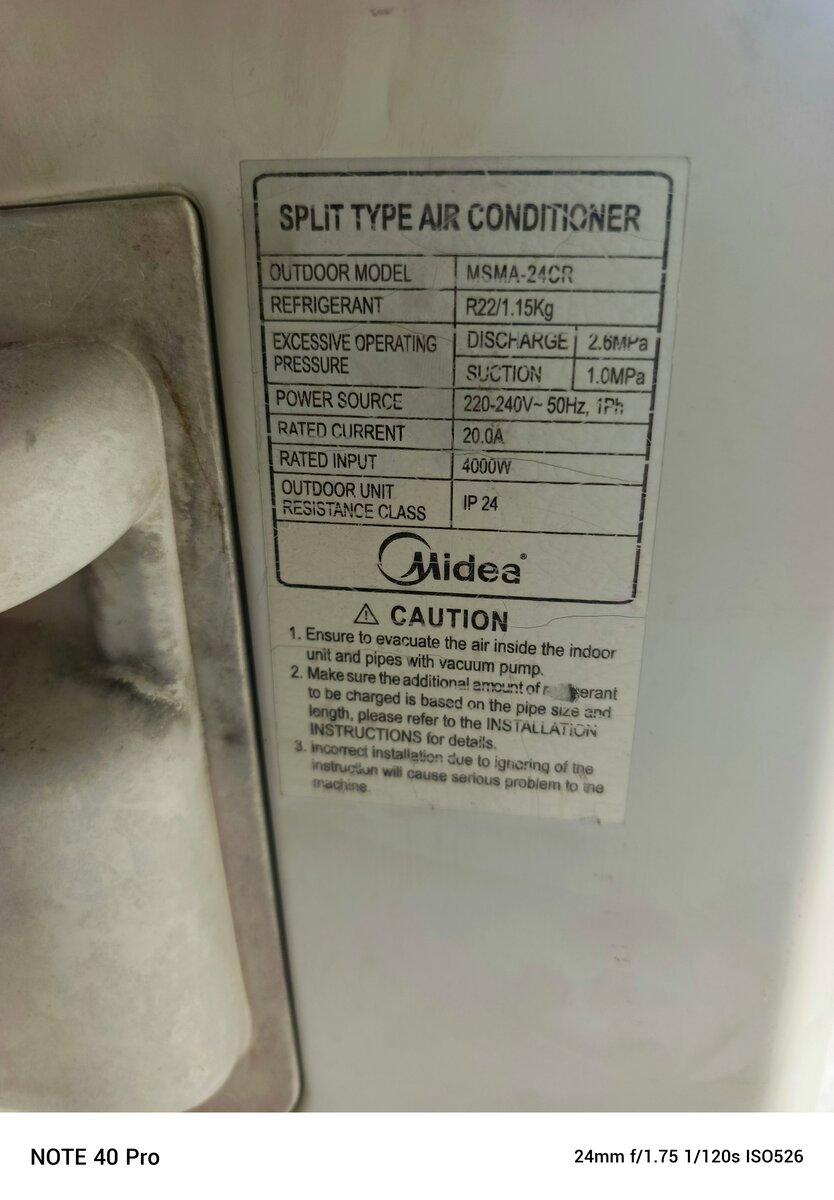 SPLIT TYPE AIR CONDITIONER
OUTDOOR MODEL MSMA-24CR
REFRIGERANT R22/1.15Kg
EXCESSIVE OPERATING PRESSURE DISCHARGE 2.6MPa
SUCTION 1.0MPa
POWER SOURCE 220-240V~ 50Hz, 1Ph
RATED CURRENT 20.0A
RATED INPUT 4000W
OUTDOOR UNIT RESISTANCE CLASS IP 24
Midea®
⚠ CAUTION
1. Ensure to evacuate the air inside the indoor
unit and pipes with vacuum pump.
2. Make sure the additional amount of
to be charged is based on the pipe size and
length, please refer to the INSTALLATION
INSTRUCTIONS for details.
3. Incorrect installation due to ignoring of the
instruction will cause serious problem to the
machine.
NOTE 40 Pro
24mm f/1.75 1/120s ISO526